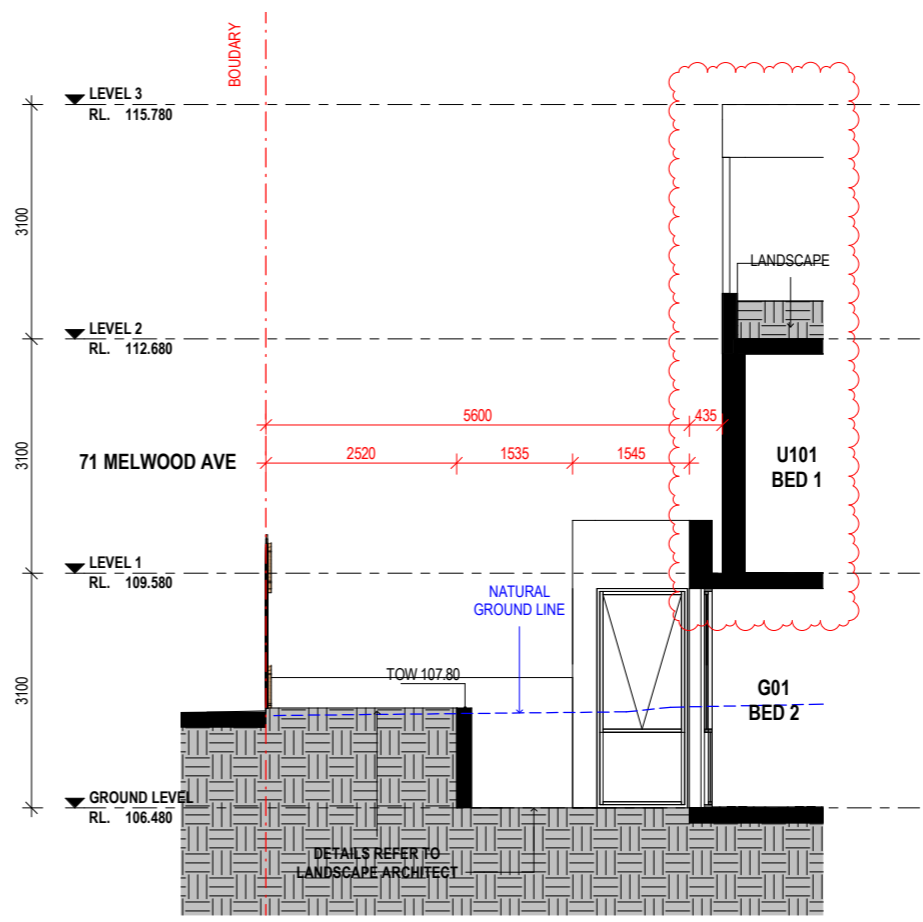 BOUDARY
LEVEL 3
RL. 115.780
3100
LANDSCAPE
LEVEL 2
RL. 112.680
5600
435
3100
71 MELWOOD AVE
2520
1535
1545
U101
BED 1
LEVEL 1
RL. 109.580
NATURAL
GROUND LINE
3100
TOW 107.80
G01
BED 2
GROUND LEVEL
RL. 106.480
DETAILS REFER TO
LANDSCAPE ARCHITECT